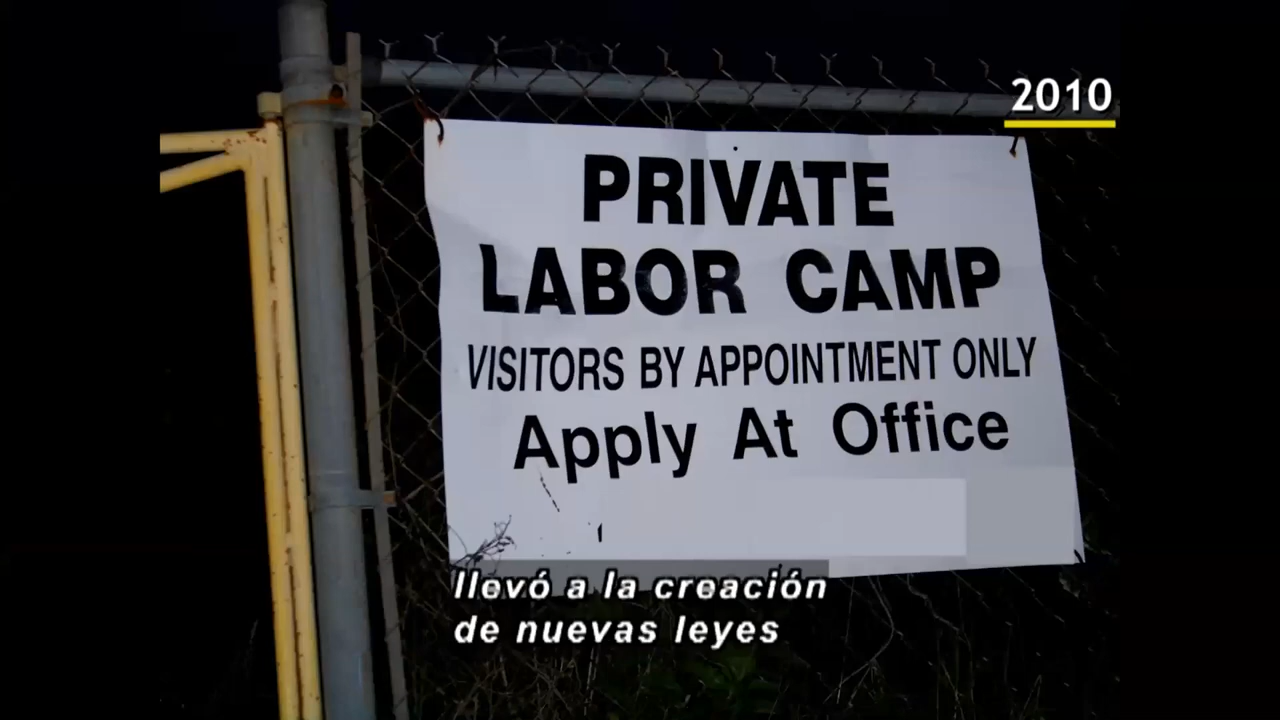 2010
PRIVATE
LABOR CAMP
VISITORS BY APPOINTMENT ONLY
Apply At Office
llevó a la creación
de nuevas leyes